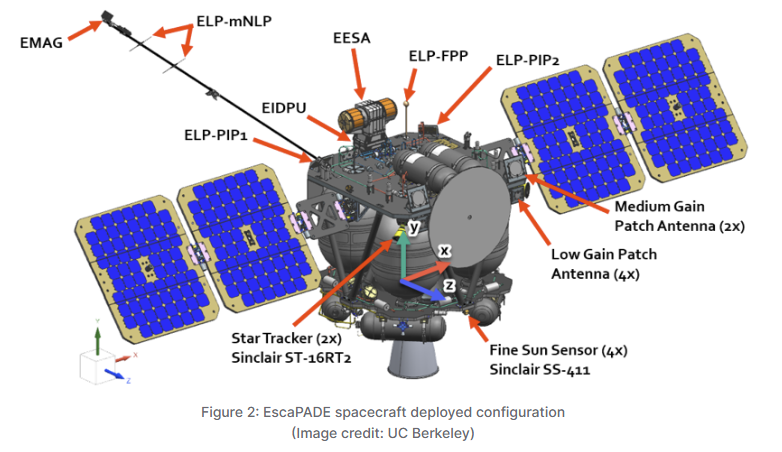 EMAG
ELP-mNLP
EESA
ELP-FPP
ELP-PIP2
EIDPU
ELP-PIP1
Medium Gain
Patch Antenna (2x)
Low Gain Patch
Antenna (4x)
y
x
z
Star Tracker (2x)
Sinclair ST-16RT2
Fine Sun Sensor (4x)
Sinclair SS-411
Y
X
Z
Figure 2: EscaPADE spacecraft deployed configuration
(Image credit: UC Berkeley)